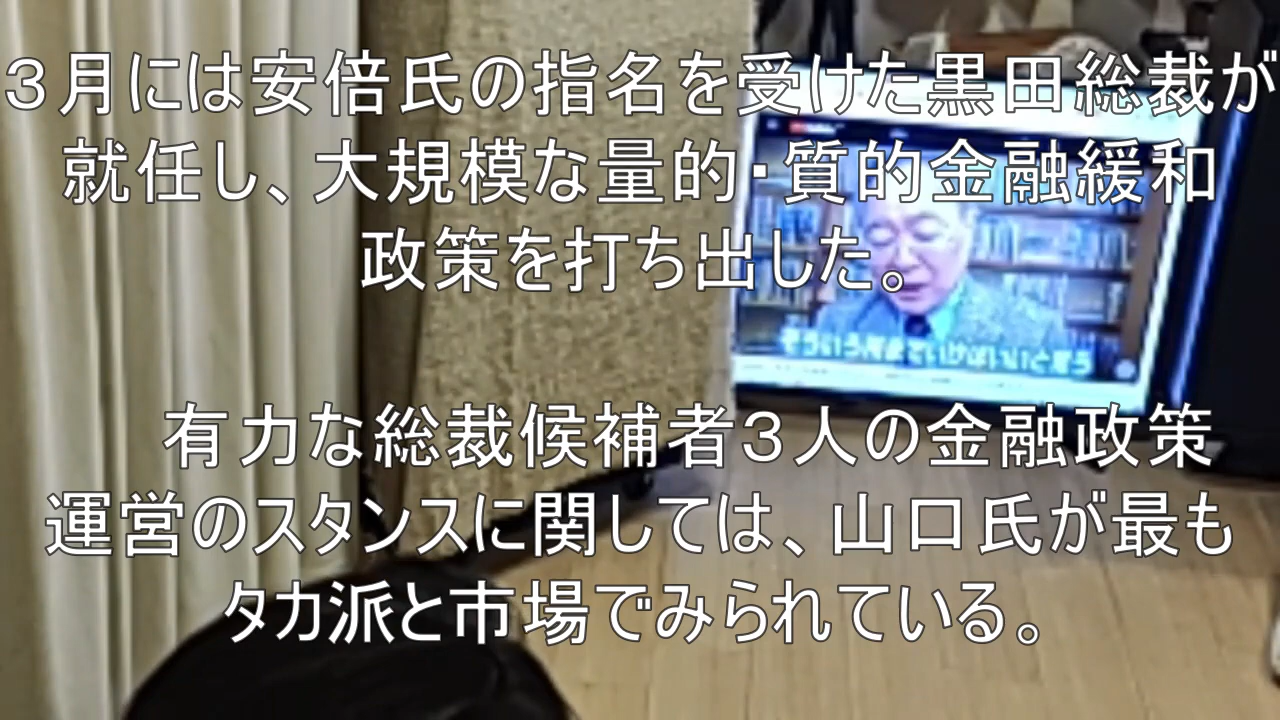 ３月には安倍氏の指名を受けた黒田総裁が
就任し、大規模な量的・質的金融緩和
政策を打ち出した。
有力な総裁候補者３人の金融政策
運営のスタンスに関しては、山口氏が最も
タカ派と市場でみられている。